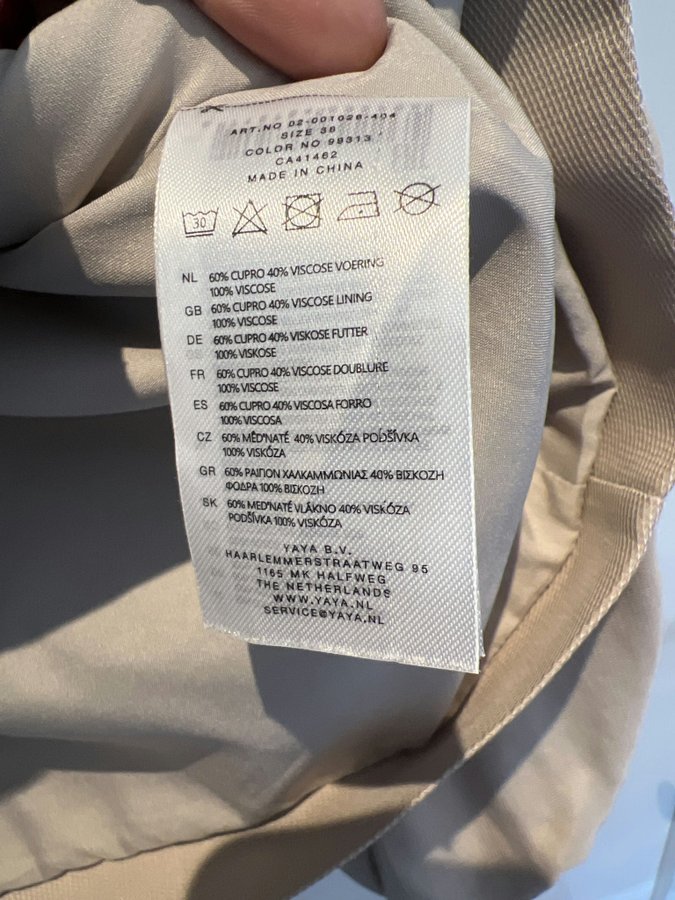 ART.NO 02-001026-404
SIZE 38
COLOR NO 99313
CA41462
MADE IN CHINA
30
NL 60% CUPRO 40% VISCOSE VOERING
100% VISCOSE
GB 60% CUPRO 40% VISCOSE LINING
100% VISCOSE
DE 60% CUPRO 40% VISKOSE FUTTER
100% VISKOSE
FR 60% CUPRO 40% VISCOSE DOUBLURE
100% VISCOSE
ES 60% CUPRO 40% VISCOSA FORRO
100% VISCOSA
CZ 60% MĚD'NATÉ 40% VISKÓZA PODŠÍVKA
100% VISKÓZA
GR 60% ΡΑΙΓΙΟΝ ΧΑΛΚΑΜΜΩΝΙΑΣ 40% ΒΙΣΚΟΖΗ
ΦΟΔΡΑ 100% ΒΙΣΚΟΖΗ
SK 60% MEĎNATÉ VLÁKNO 40% VISKÓZA
PODŠÍVKA 100% VISKÓZA
YAYA B.V.
HAARLEMMERSTRAATWEG 95
1165 MK HALFWEG
THE NETHERLANDS
WWW.YAYA.NL
SERVICE@YAYA.NL